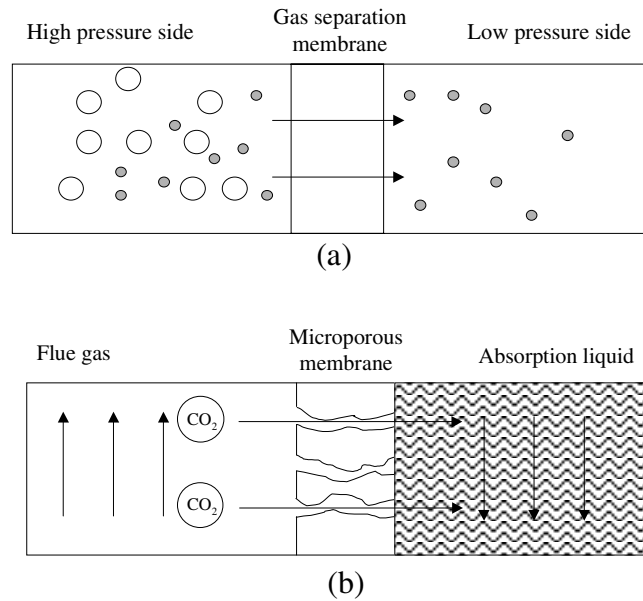 High pressure side
Gas separation
membrane
Low pressure side
(a)
Flue gas
Microporous
membrane
Absorption liquid
CO2
CO2
(b)